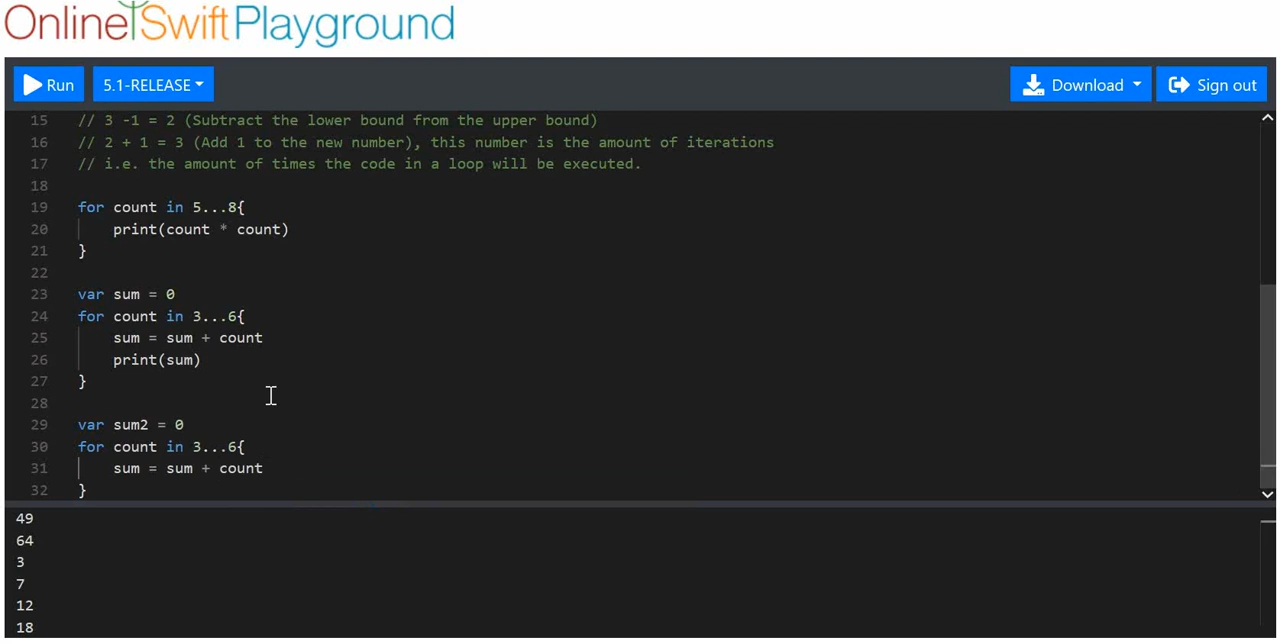 OnlineSwiftPlayground
Run 5.1-RELEASE Download Sign out
15 // 3 -1 = 2 (Subtract the lower bound from the upper bound)
16 // 2 + 1 = 3 (Add 1 to the new number), this number is the amount of iterations
17 // i.e. the amount of times the code in a loop will be executed.
18
19 for count in 5...8{
20 print(count * count)
21 }
22
23 var sum = 0
24 for count in 3...6{
25 sum = sum + count
26 print(sum)
27 }
28
29 var sum2 = 0
30 for count in 3...6{
31 sum = sum + count
32 }
49
64
3
7
12
18